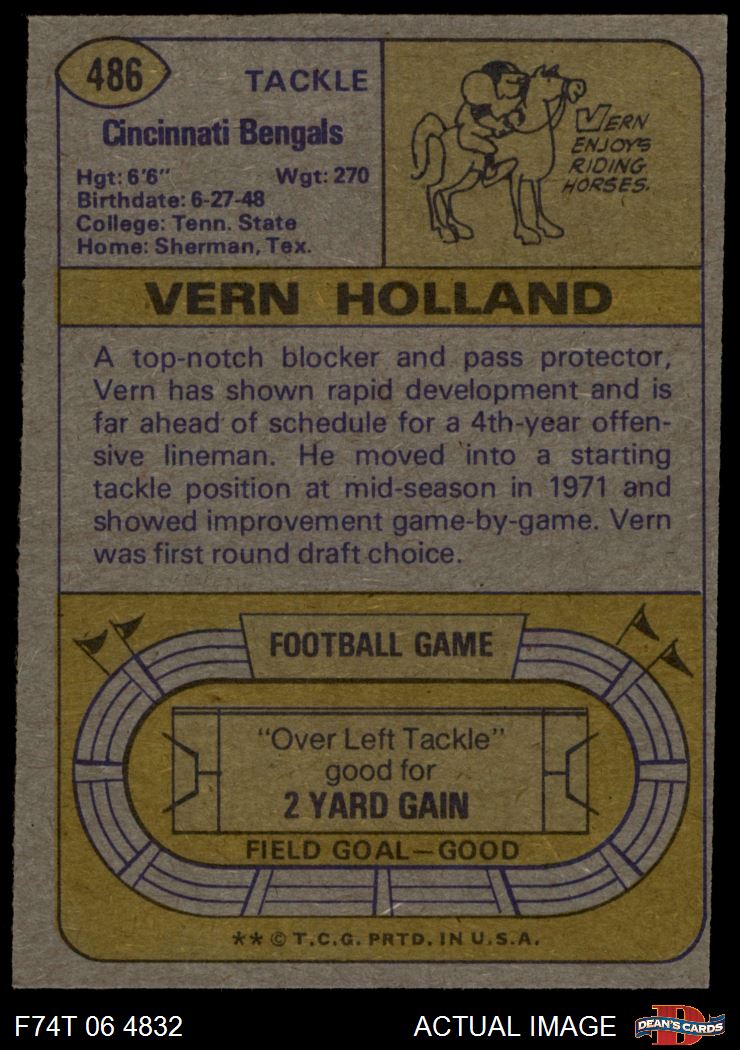 486
TACKLE
Cincinnati Bengals
Hgt: 6'6" Wgt: 270
Birthdate: 6-27-48
College: Tenn. State
Home: Sherman, Tex.
VERN
ENJOYS
RIDING
HORSES.
VERN HOLLAND
A top-notch blocker and pass protector,
Vern has shown rapid development and is
far ahead of schedule for a 4th-year offen-
sive lineman. He moved into a starting
tackle position at mid-season in 1971 and
showed improvement game-by-game. Vern
was first round draft choice.
FOOTBALL GAME
"Over Left Tackle"
good for
2 YARD GAIN
FIELD GOAL—GOOD
** © T.C.G. PRTD. IN U.S.A.
F74T 06 4832
ACTUAL IMAGE
D
DEAN'S CARDS